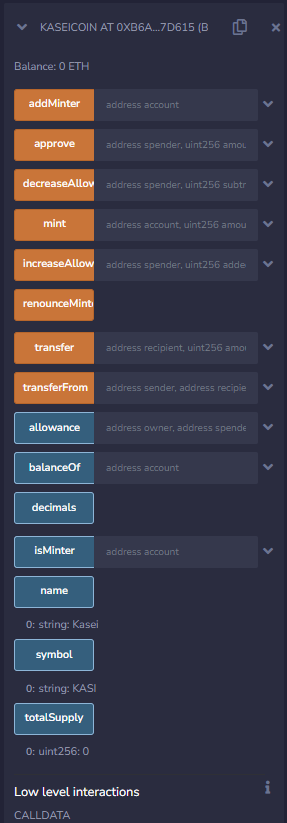 KASEICOIN AT 0XB6A...7D615 (B
Balance: 0 ETH
addMinter address account
approve address spender, uint256 amou
decreaseAllow address spender, uint256 subtr
mint address account, uint256 amou
increaseAllow address spender, uint256 adde
renounceMint
transfer address recipient, uint256 amou
transferFrom address sender, address recipie
allowance address owner, address spende
balanceOf address account
decimals
isMinter address account
name
0: string: Kasei
symbol
0: string: KASI
totalSupply
0: uint256: 0
Low level interactions
CALLDATA